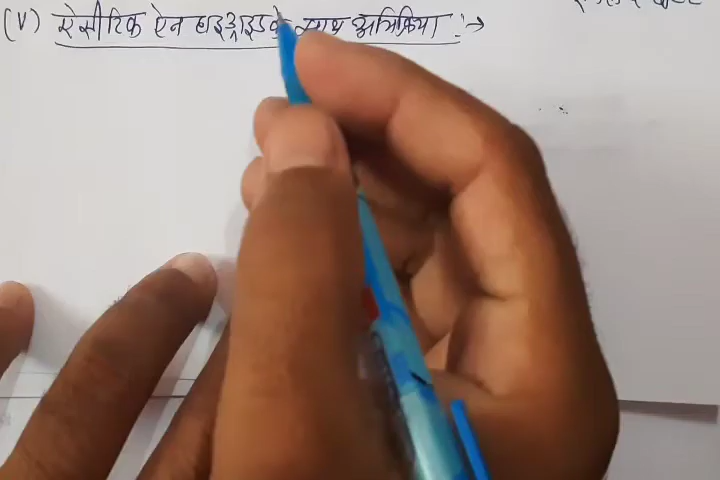 (V) ऐसीटिक ऐन हाइड्राइड के साथ अभिक्रिया :→